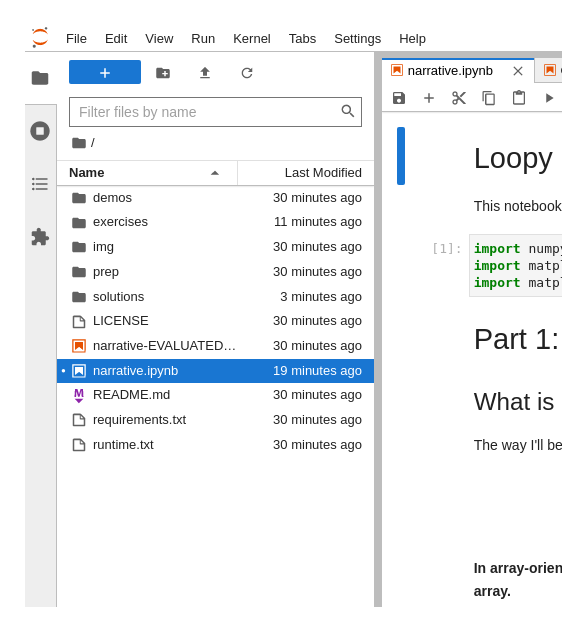 File Edit View Run Kernel Tabs Settings Help
narrative.ipynb
Filter files by name
/
Name Last Modified
demos 30 minutes ago
exercises 11 minutes ago
img 30 minutes ago
prep 30 minutes ago
solutions 3 minutes ago
LICENSE 30 minutes ago
narrative-EVALUATED… 30 minutes ago
narrative.ipynb 19 minutes ago
README.md 30 minutes ago
requirements.txt 30 minutes ago
runtime.txt 30 minutes ago
Loopy
This notebook
[1]: import numpy
import matpl
import matpl
Part 1:
What is
The way I'll be
In array-orien
array.